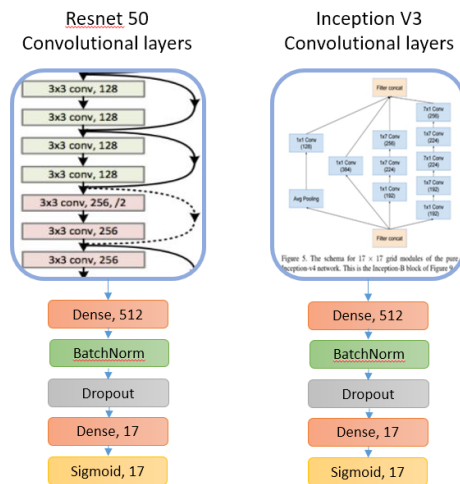 Resnet 50
Convolutional layers
3x3 conv, 128
3x3 conv, 128
3x3 conv, 128
3x3 conv, 128
3x3 conv, 256, /2
3x3 conv, 256
3x3 conv, 256
Dense, 512
BatchNorm
Dropout
Dense, 17
Sigmoid, 17
Inception V3
Convolutional layers
Filter concat
1x1 Conv
(128)
1x1 Conv
(384)
1x7 Conv
(256)
1x7 Conv
(224)
1x1 Conv
(192)
7x1 Conv
(256)
1x7 Conv
(224)
7x1 Conv
(224)
1x7 Conv
(192)
1x1 Conv
(192)
Avg Pooling
Filter concat
Figure 5. The schema for 17 × 17 grid modules of the pure
Inception-v4 network. This is the Inception-B block of Figure 9
Dense, 512
BatchNorm
Dropout
Dense, 17
Sigmoid, 17